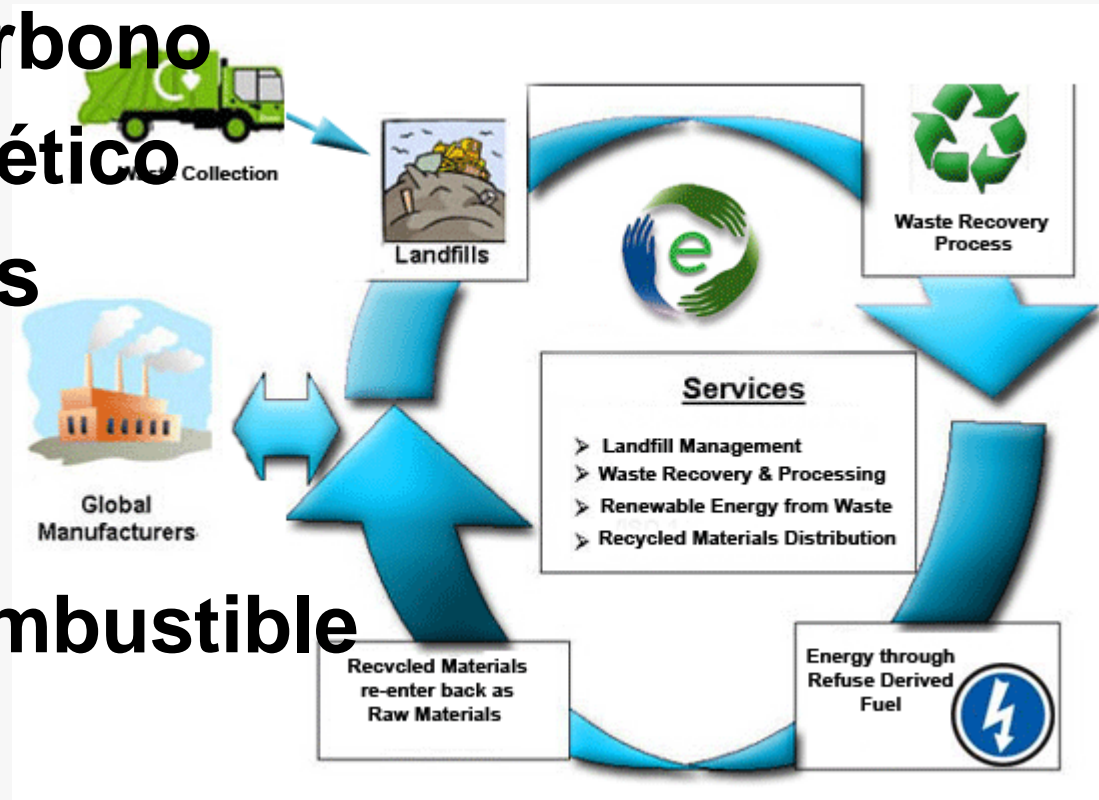 rbono
ético
Collection
s
Landfills
e
Waste Recovery
Process
Services
➢ Landfill Management
➢ Waste Recovery & Processing
➢ Renewable Energy from Waste
➢ Recycled Materials Distribution
Global
Manufacturers
mbustible
Recycled Materials
re-enter back as
Raw Materials
Energy through
Refuse Derived
Fuel